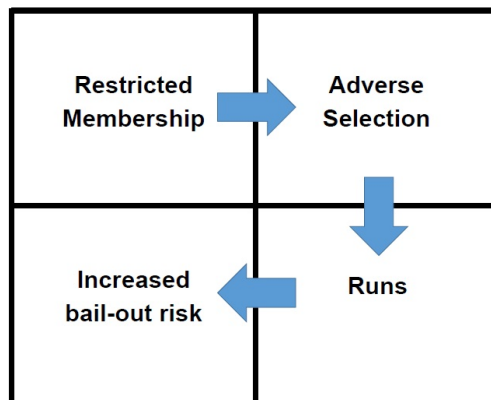 Restricted
Membership
Adverse
Selection
Increased
bail-out risk
Runs